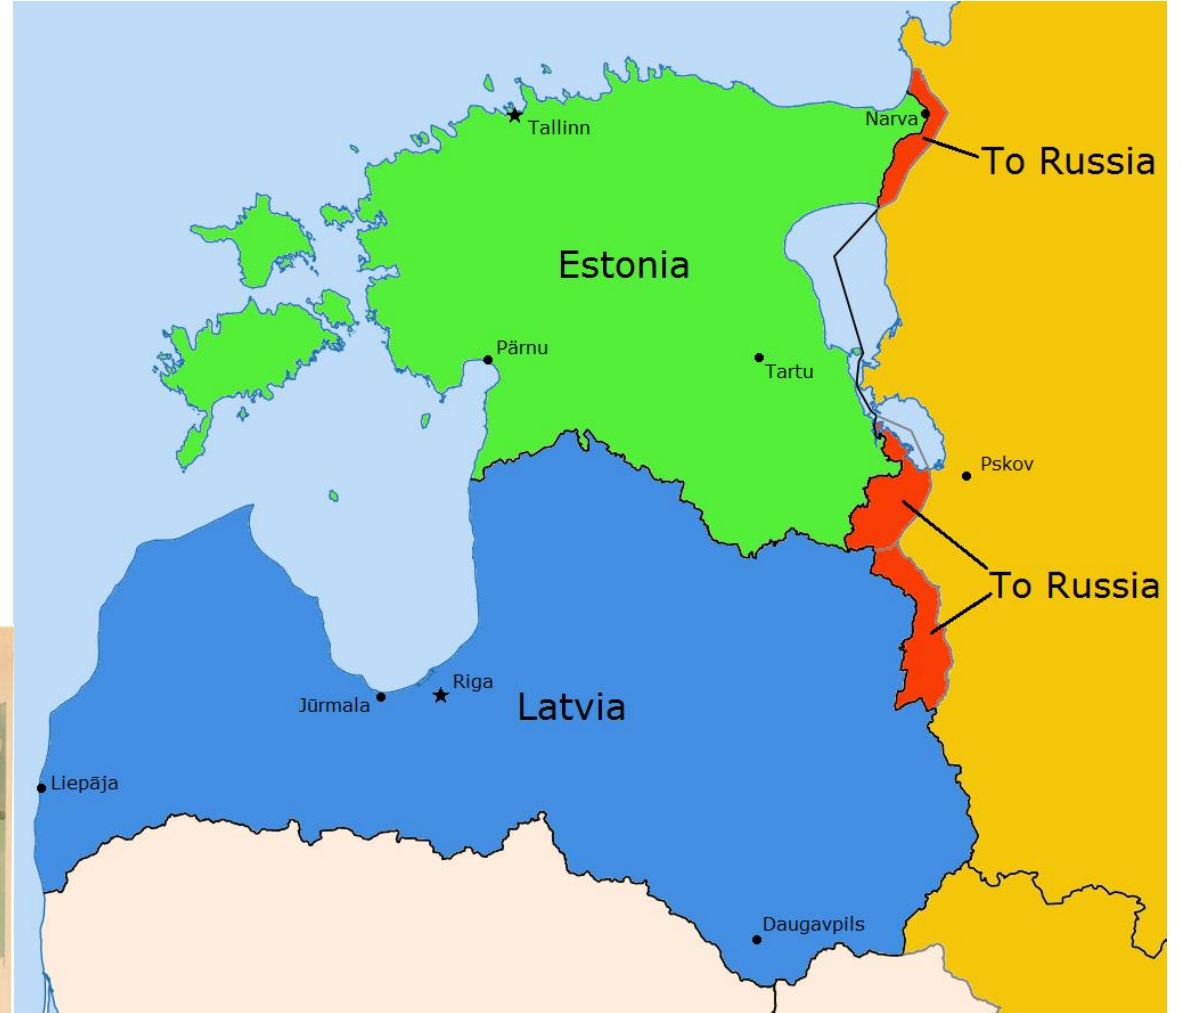 Tallinn
Narva
To Russia
Estonia
Pärnu
Tartu
Pskov
To Russia
Riga
Jūrmala
Latvia
Liepāja
Daugavpils